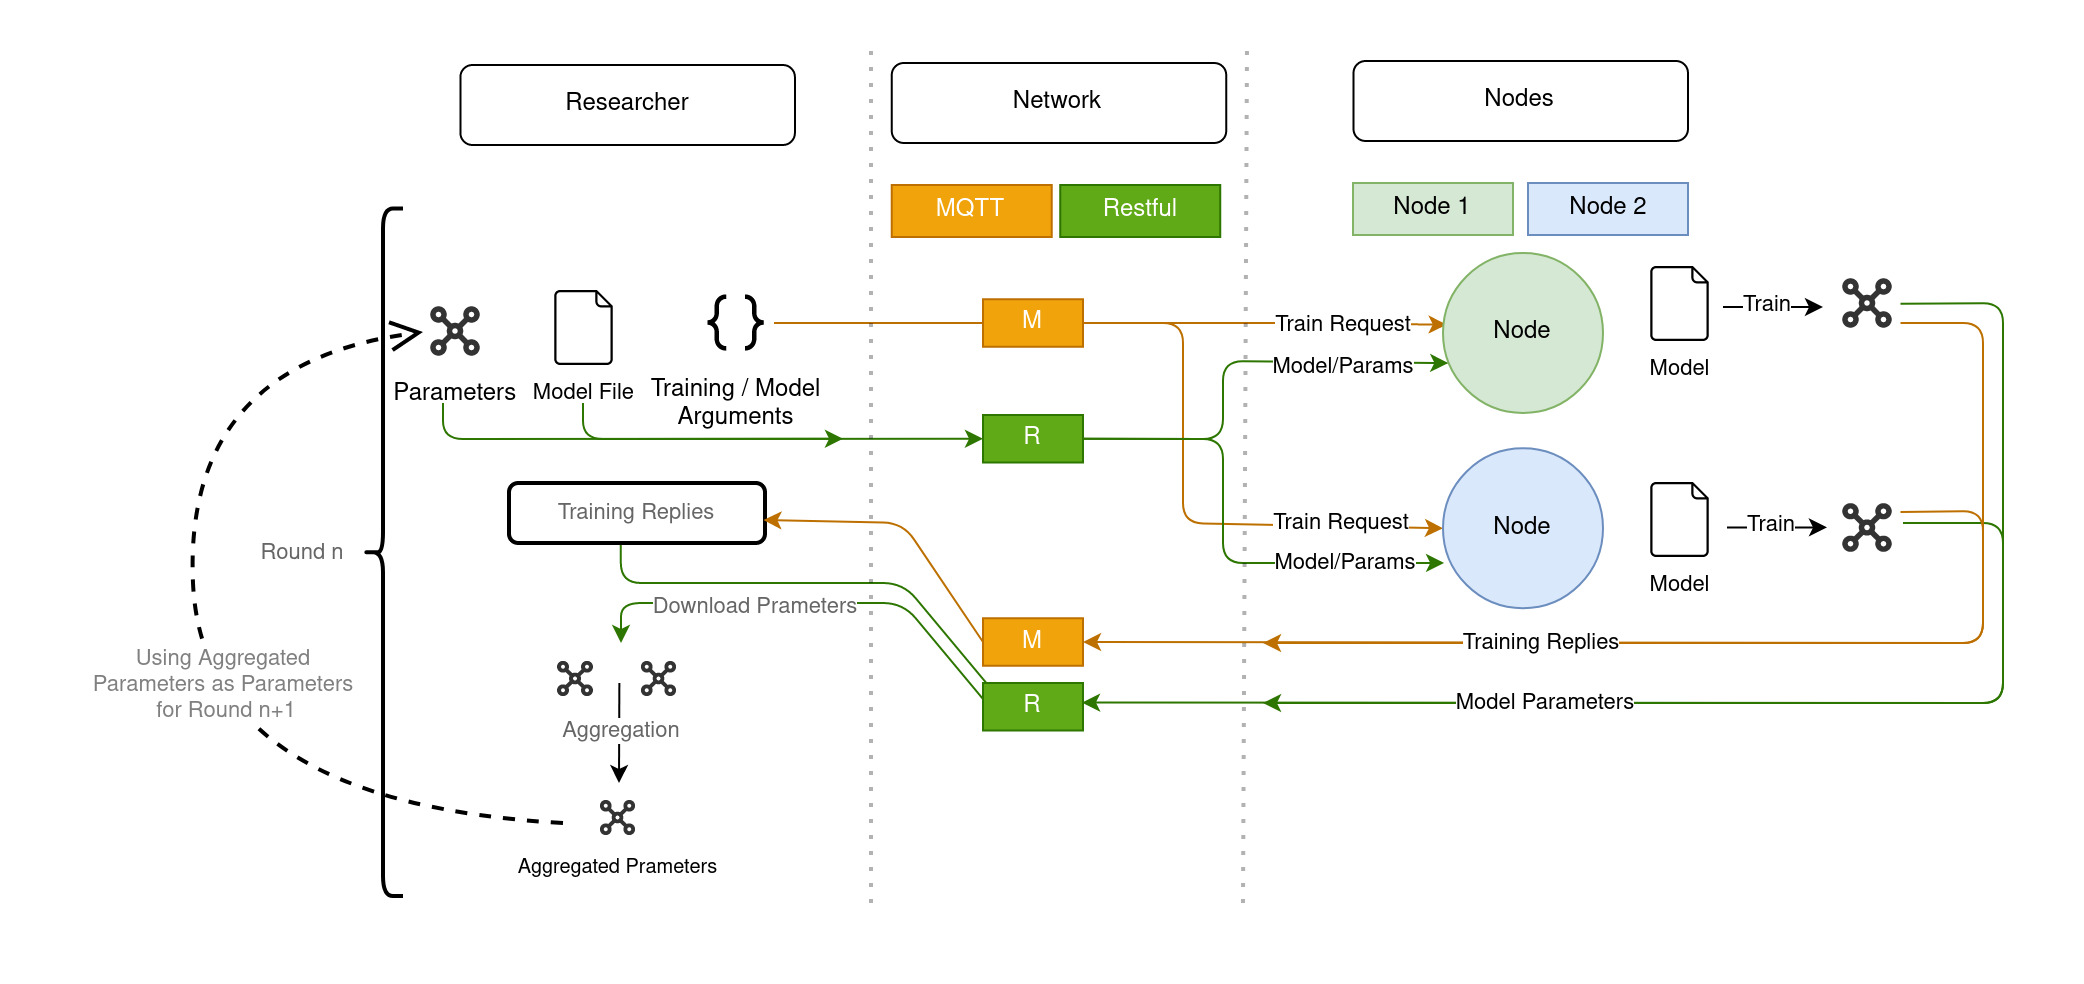 Researcher
Network
Nodes
MQTT
Restful
Node 1
Node 2
Parameters
Model File
Training / Model
Arguments
M
R
Train Request
Model/Params
Node
Model
Train
Train Request
Model/Params
Node
Model
Train
Training Replies
Round n
Download Prameters
M
R
Training Replies
Model Parameters
Using Aggregated
Parameters as Parameters
for Round n+1
Aggregation
Aggregated Prameters